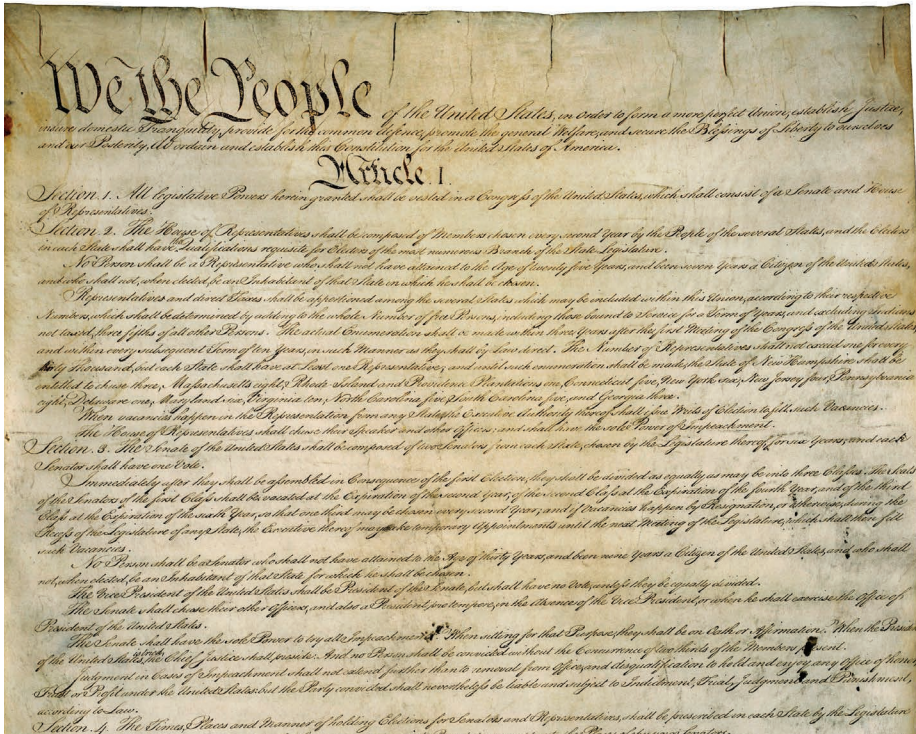 We the People of the United States, in Order to form a more perfect Union, establish Justice,
insure domestic Tranquility, provide for the common defence, promote the general Welfare, and secure the Blessings of Liberty to ourselves
and our Posterity, do ordain and establish this Constitution for the United States of America.
Article. I.
Section. 1. All legislative Powers herein granted shall be vested in a Congress of the United States, which shall consist of a Senate and House
of Representatives.
Section. 2. The House of Representatives shall be composed of Members chosen every second Year by the People of the several States, and the Electors
in each State shall have the Qualifications requisite for Electors of the most numerous Branch of the State Legislature.
No Person shall be a Representative who shall not have attained to the Age of twenty five Years, and been seven Years a Citizen of the United States,
and who shall not, when elected, be an Inhabitant of that State in which he shall be chosen.
Representatives and direct Taxes shall be apportioned among the several States which may be included within this Union, according to their respective
Numbers, which shall be determined by adding to the whole Number of free Persons, including those bound to Service for a Term of Years, and excluding Indians
not taxed, three fifths of all other Persons. The actual Enumeration shall be made within three Years after the first Meeting of the Congress of the United States,
and within every subsequent Term of ten Years, in such Manner as they shall by Law direct. The Number of Representatives shall not exceed one for every
thirty Thousand, but each State shall have at Least one Representative; and until such enumeration shall be made, the State of New Hampshire shall be
entitled to chuse three, Massachusetts eight, Rhode Island and Providence Plantations one, Connecticut five, New York six, New Jersey four, Pennsylvania
eight, Delaware one, Maryland six, Virginia ten, North Carolina five, South Carolina five, and Georgia three.
When vacancies happen in the Representation from any State, the Executive Authority thereof shall issue Writs of Election to fill such Vacancies.
The House of Representatives shall chuse their Speaker and other Officers; and shall have the sole Power of Impeachment.
Section. 3. The Senate of the United States shall be composed of two Senators from each State, chosen by the Legislature thereof, for six Years; and each
Senator shall have one Vote.
Immediately after they shall be assembled in Consequence of the first Election, they shall be divided as equally as may be into three Classes. The Seats
of the Senators of the first Class shall be vacated at the Expiration of the second Year, of the second Class at the Expiration of the fourth Year, and of the third
Class at the Expiration of the sixth Year, so that one third may be chosen every second Year; and if Vacancies happen by Resignation, or otherwise, during the
Recess of the Legislature of any State, the Executive thereof may make temporary Appointments until the next Meeting of the Legislature, which shall then fill
such Vacancies.
No Person shall be a Senator who shall not have attained to the Age of thirty Years, and been nine Years a Citizen of the United States, and who shall
not, when elected, be an Inhabitant of that State for which he shall be chosen.
The Vice President of the United States shall be President of the Senate, but shall have no Vote, unless they be equally divided.
The Senate shall chuse their other Officers, and also a President pro tempore, in the Absence of the Vice President, or when he shall exercise the Office of
President of the United States.
The Senate shall have the sole Power to try all Impeachments. When sitting for that Purpose, they shall be on Oath or Affirmation. When the President
of the United States is tried, the Chief Justice shall preside: And no Person shall be convicted without the Concurrence of two thirds of the Members present.
Judgment in Cases of Impeachment shall not extend further than to removal from Office, and disqualification to hold and enjoy any Office of honor,
Trust or Profit under the United States: but the Party convicted shall nevertheless be liable and subject to Indictment, Trial, Judgment and Punishment,
according to Law.
Section. 4. The Times, Places and Manner of holding Elections for Senators and Representatives, shall be prescribed in each State by the Legislature